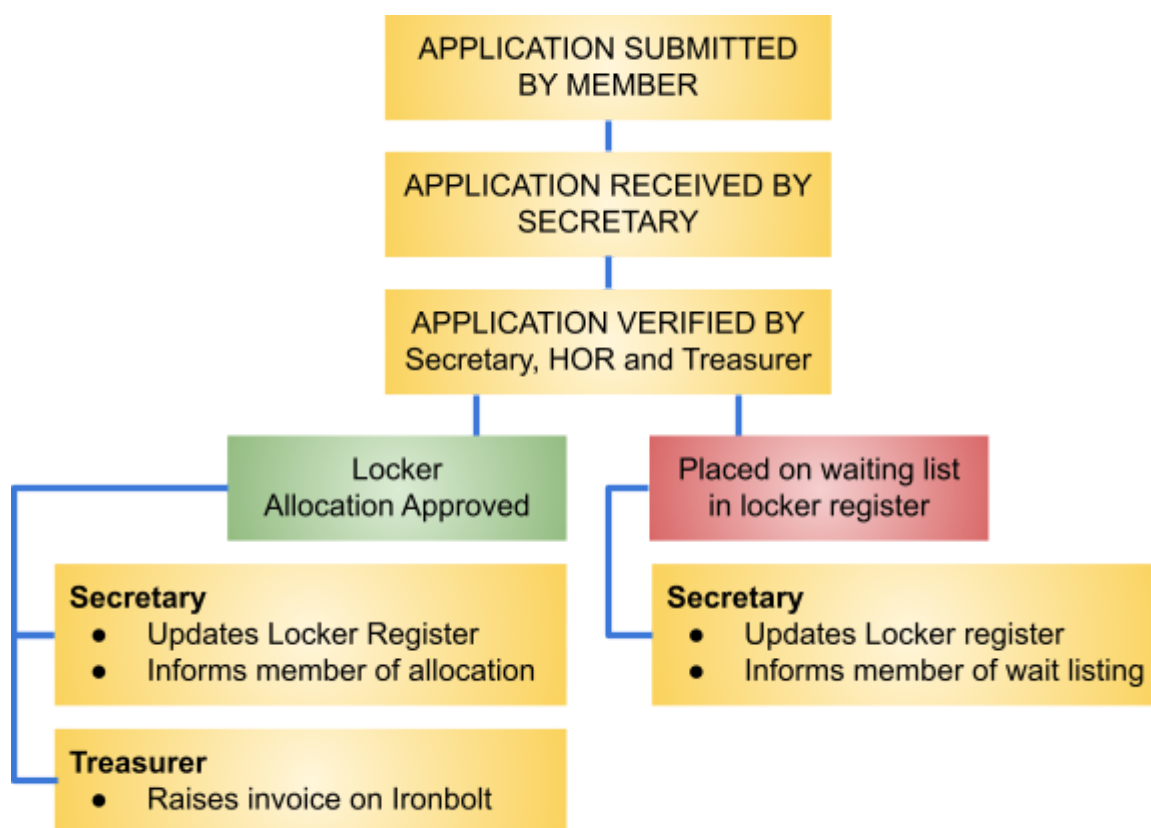 APPLICATION SUBMITTED
BY MEMBER
APPLICATION RECEIVED BY
SECRETARY
APPLICATION VERIFIED BY
Secretary, HOR and Treasurer
Locker
Allocation Approved
Placed on waiting list
in locker register
Secretary
● Updates Locker Register
● Informs member of allocation
Secretary
● Updates Locker register
● Informs member of wait listing
Treasurer
● Raises invoice on Ironbolt